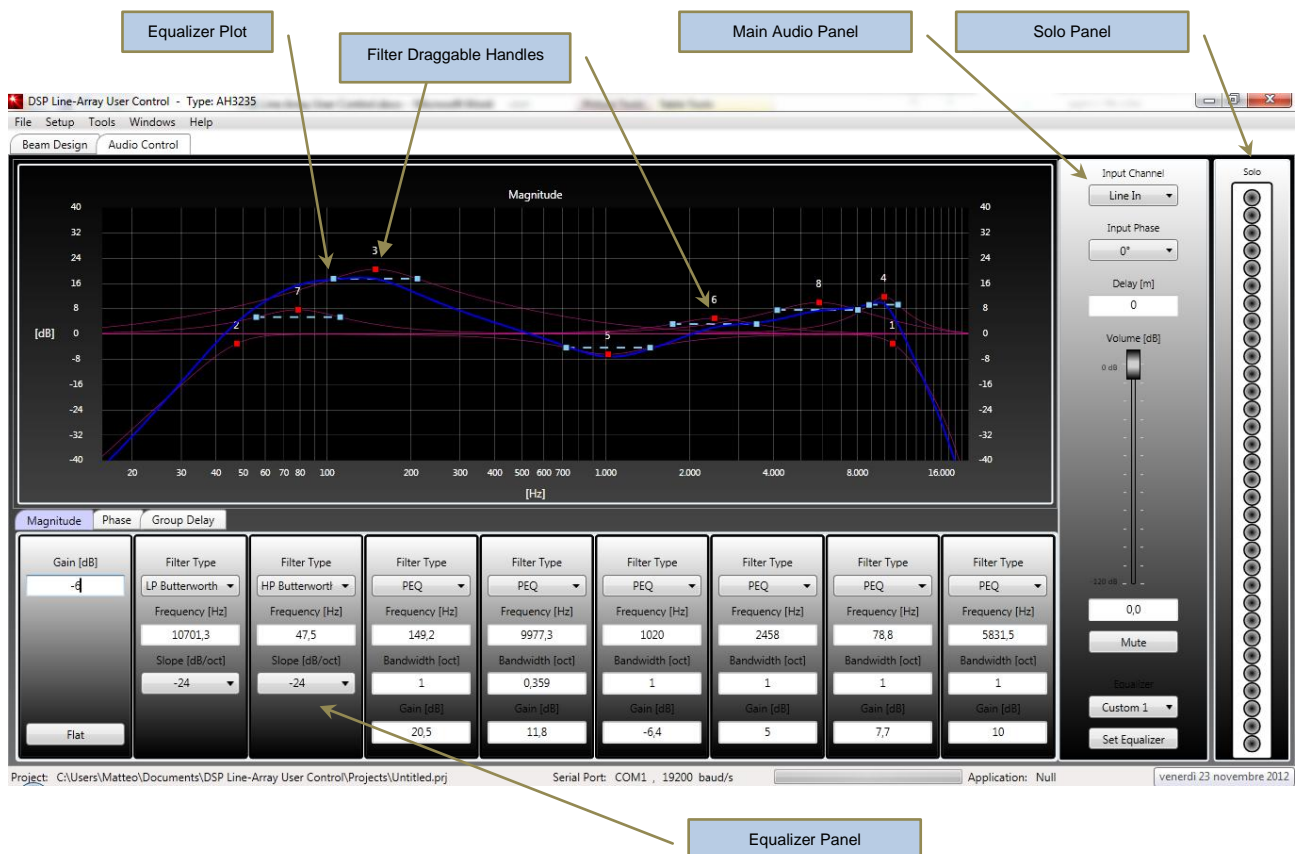 Equalizer Plot
Filter Draggable Handles
Main Audio Panel
Solo Panel
DSP Line-Array User Control - Type: AH3235
File Setup Tools Windows Help
Beam Design Audio Control
Magnitude
40 40
32 32
24 24
16 16
8 8
[dB] 0 0
-8 -8
-16 -16
-24 -24
-32 -32
-40 -40
3
7
2
6
5
8
4
1
20 30 40 50 60 70 80 100 200 300 400 500 600 700 1.000 2.000 4.000 8.000 16.000
[Hz]
Input Channel
Line In
Input Phase
0°
Delay [m]
0
Volume [dB]
0 dB
-120 dB
0,0
Mute
Equalizer
Custom 1
Set Equalizer
Solo
Magnitude Phase Group Delay
Gain [dB]
-6
Flat
Filter Type Filter Type Filter Type Filter Type Filter Type Filter Type Filter Type Filter Type
LP Butterworth HP Butterwortl PEQ PEQ PEQ PEQ PEQ PEQ
Frequency [Hz] Frequency [Hz] Frequency [Hz] Frequency [Hz] Frequency [Hz] Frequency [Hz] Frequency [Hz] Frequency [Hz]
10701,3 47,5 149,2 9977,3 1020 2458 78,8 5831,5
Slope [dB/oct] Slope [dB/oct] Bandwidth [oct] Bandwidth [oct] Bandwidth [oct] Bandwidth [oct] Bandwidth [oct] Bandwidth [oct]
-24 -24 1 0,359 1 1 1 1
Gain [dB] Gain [dB] Gain [dB] Gain [dB] Gain [dB] Gain [dB]
20,5 11,8 -6,4 5 7,7 10
Project: C:\Users\Matteo\Documents\DSP Line-Array User Control\Projects\Untitled.prj Serial Port: COM1 , 19200 baud/s Application: Null venerdì 23 novembre 2012
Equalizer Panel